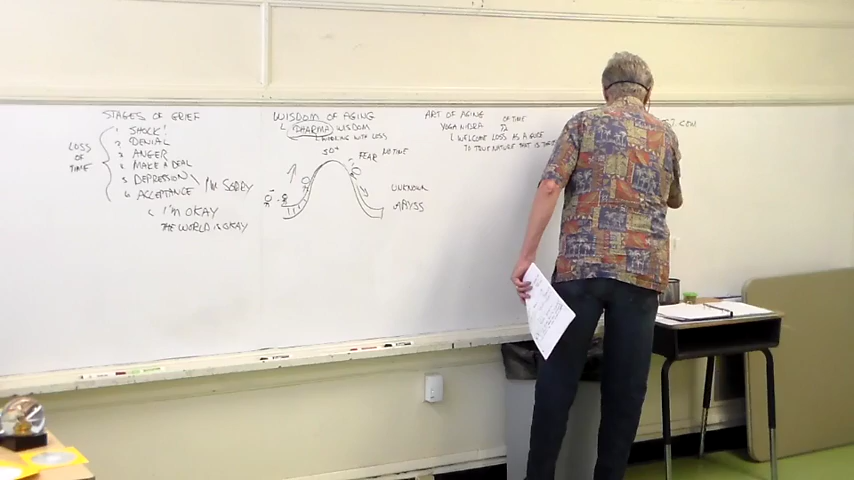 STAGES OF GRIEF
LOSS OF TIME
1 SHOCK!
2 DENIAL
3 ANGER
4 MAKE A DEAL
5 DEPRESSION
6 ACCEPTANCE
I'M SORRY
I'M OKAY
THE WORLD IS OKAY
WISDOM OF AGING
DHARMA WISDOM
WORKING WITH LOSS
50+
FEAR NO TIME
UNKNOWN
ABYSS
ART OF AGING
OF TIME
YOGA NIDRA
WELCOME LOSS AS A
TO TRUE NATURE THAT IS